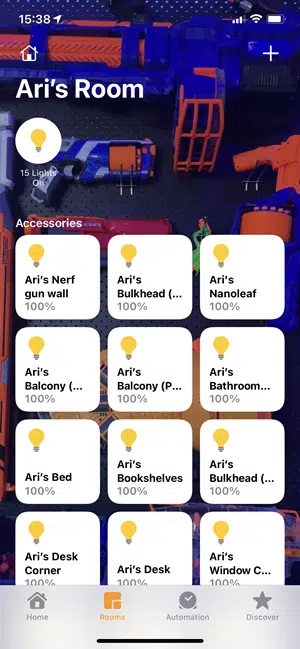 15:38
Ari's Room
15 Lights
On
Accessories
Ari's Nerf
gun wall
100%
Ari's
Bulkhead (...
100%
Ari's
Nanoleaf
100%
Ari's
Balcony (...
100%
Ari's
Balcony (P...
100%
Ari's
Bathroom...
100%
Ari's Bed
100%
Ari's
Bookshelves
100%
Ari's
Bulkhead (...
100%
Ari's Desk
Corner
100%
Ari's Desk
100%
Ari's
Window C...
100%
Home
Rooms
Automation
Discover